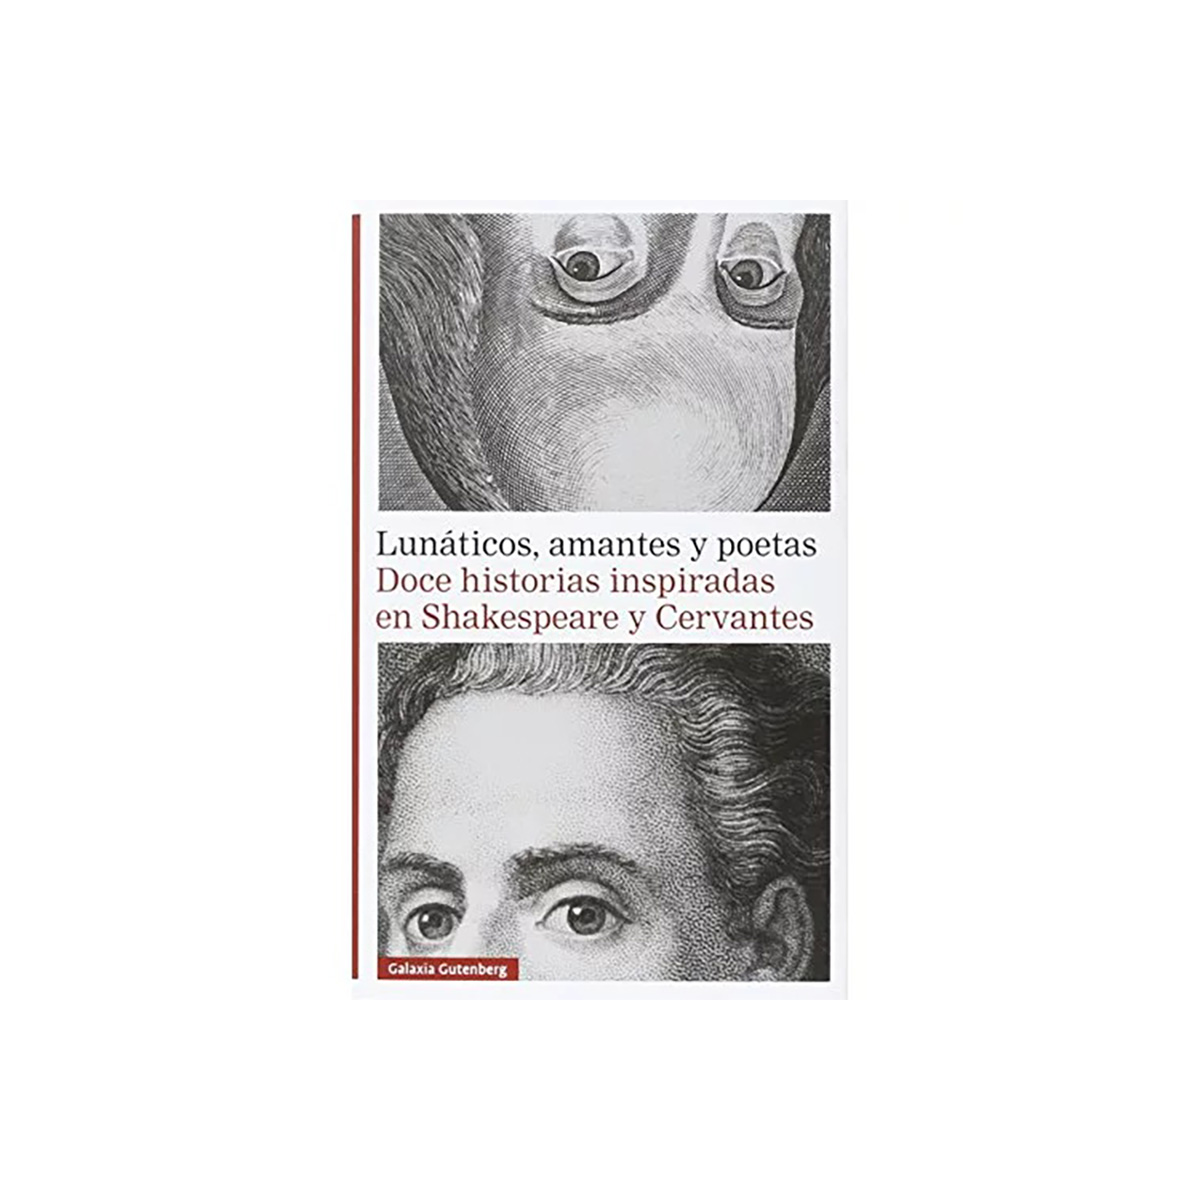 Lunáticos, amantes y poetas
Doce historias inspiradas
en Shakespeare y Cervantes
Galaxia Gutenberg